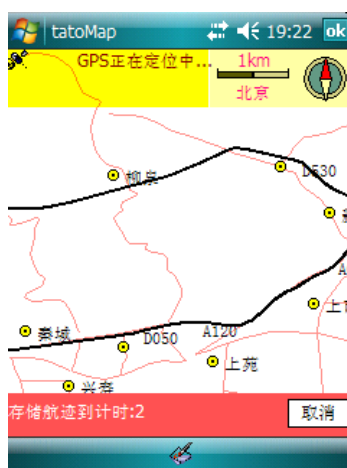 tatoMap 19:22 ok
GPS正在定位中... 1km
北京
柳泉
D530
A
上
秦城
D050
A120
上苑
兴寿
存储航迹到计时:2
取消